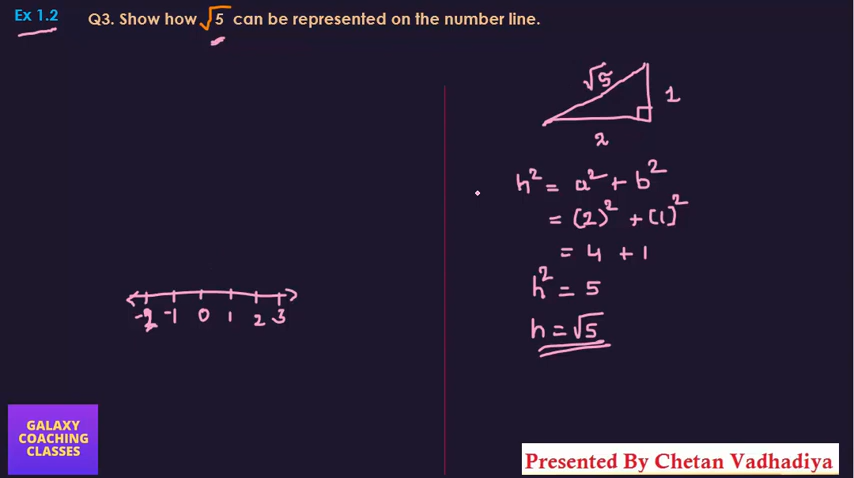 Ex 1.2
Q3. Show how √5 can be represented on the number line.
√5
1
2
h² = a² + b²
= (2)² + (1)²
= 4 + 1
h² = 5
h = √5
-2 -1 0 1 2 3
GALAXY
COACHING
CLASSES
Presented By Chetan Vadhadiya